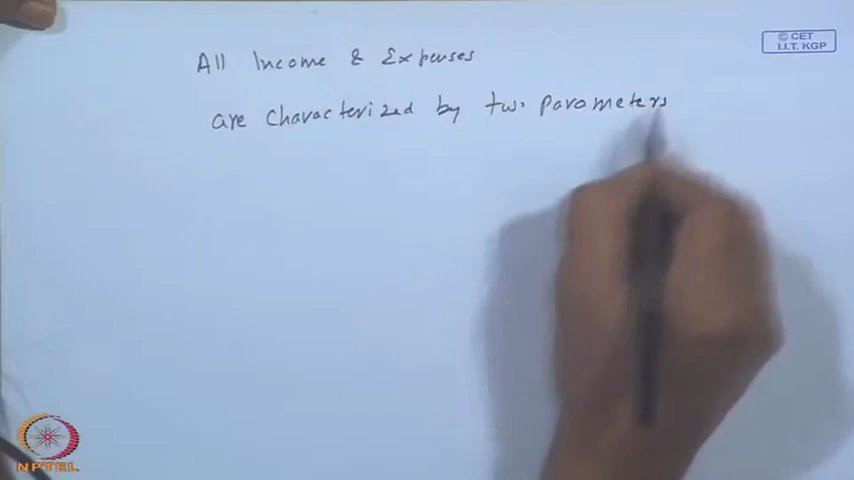 © CET
I.I.T. KGP
All Income & Expenses
are characterized by two parameters
NPTEL